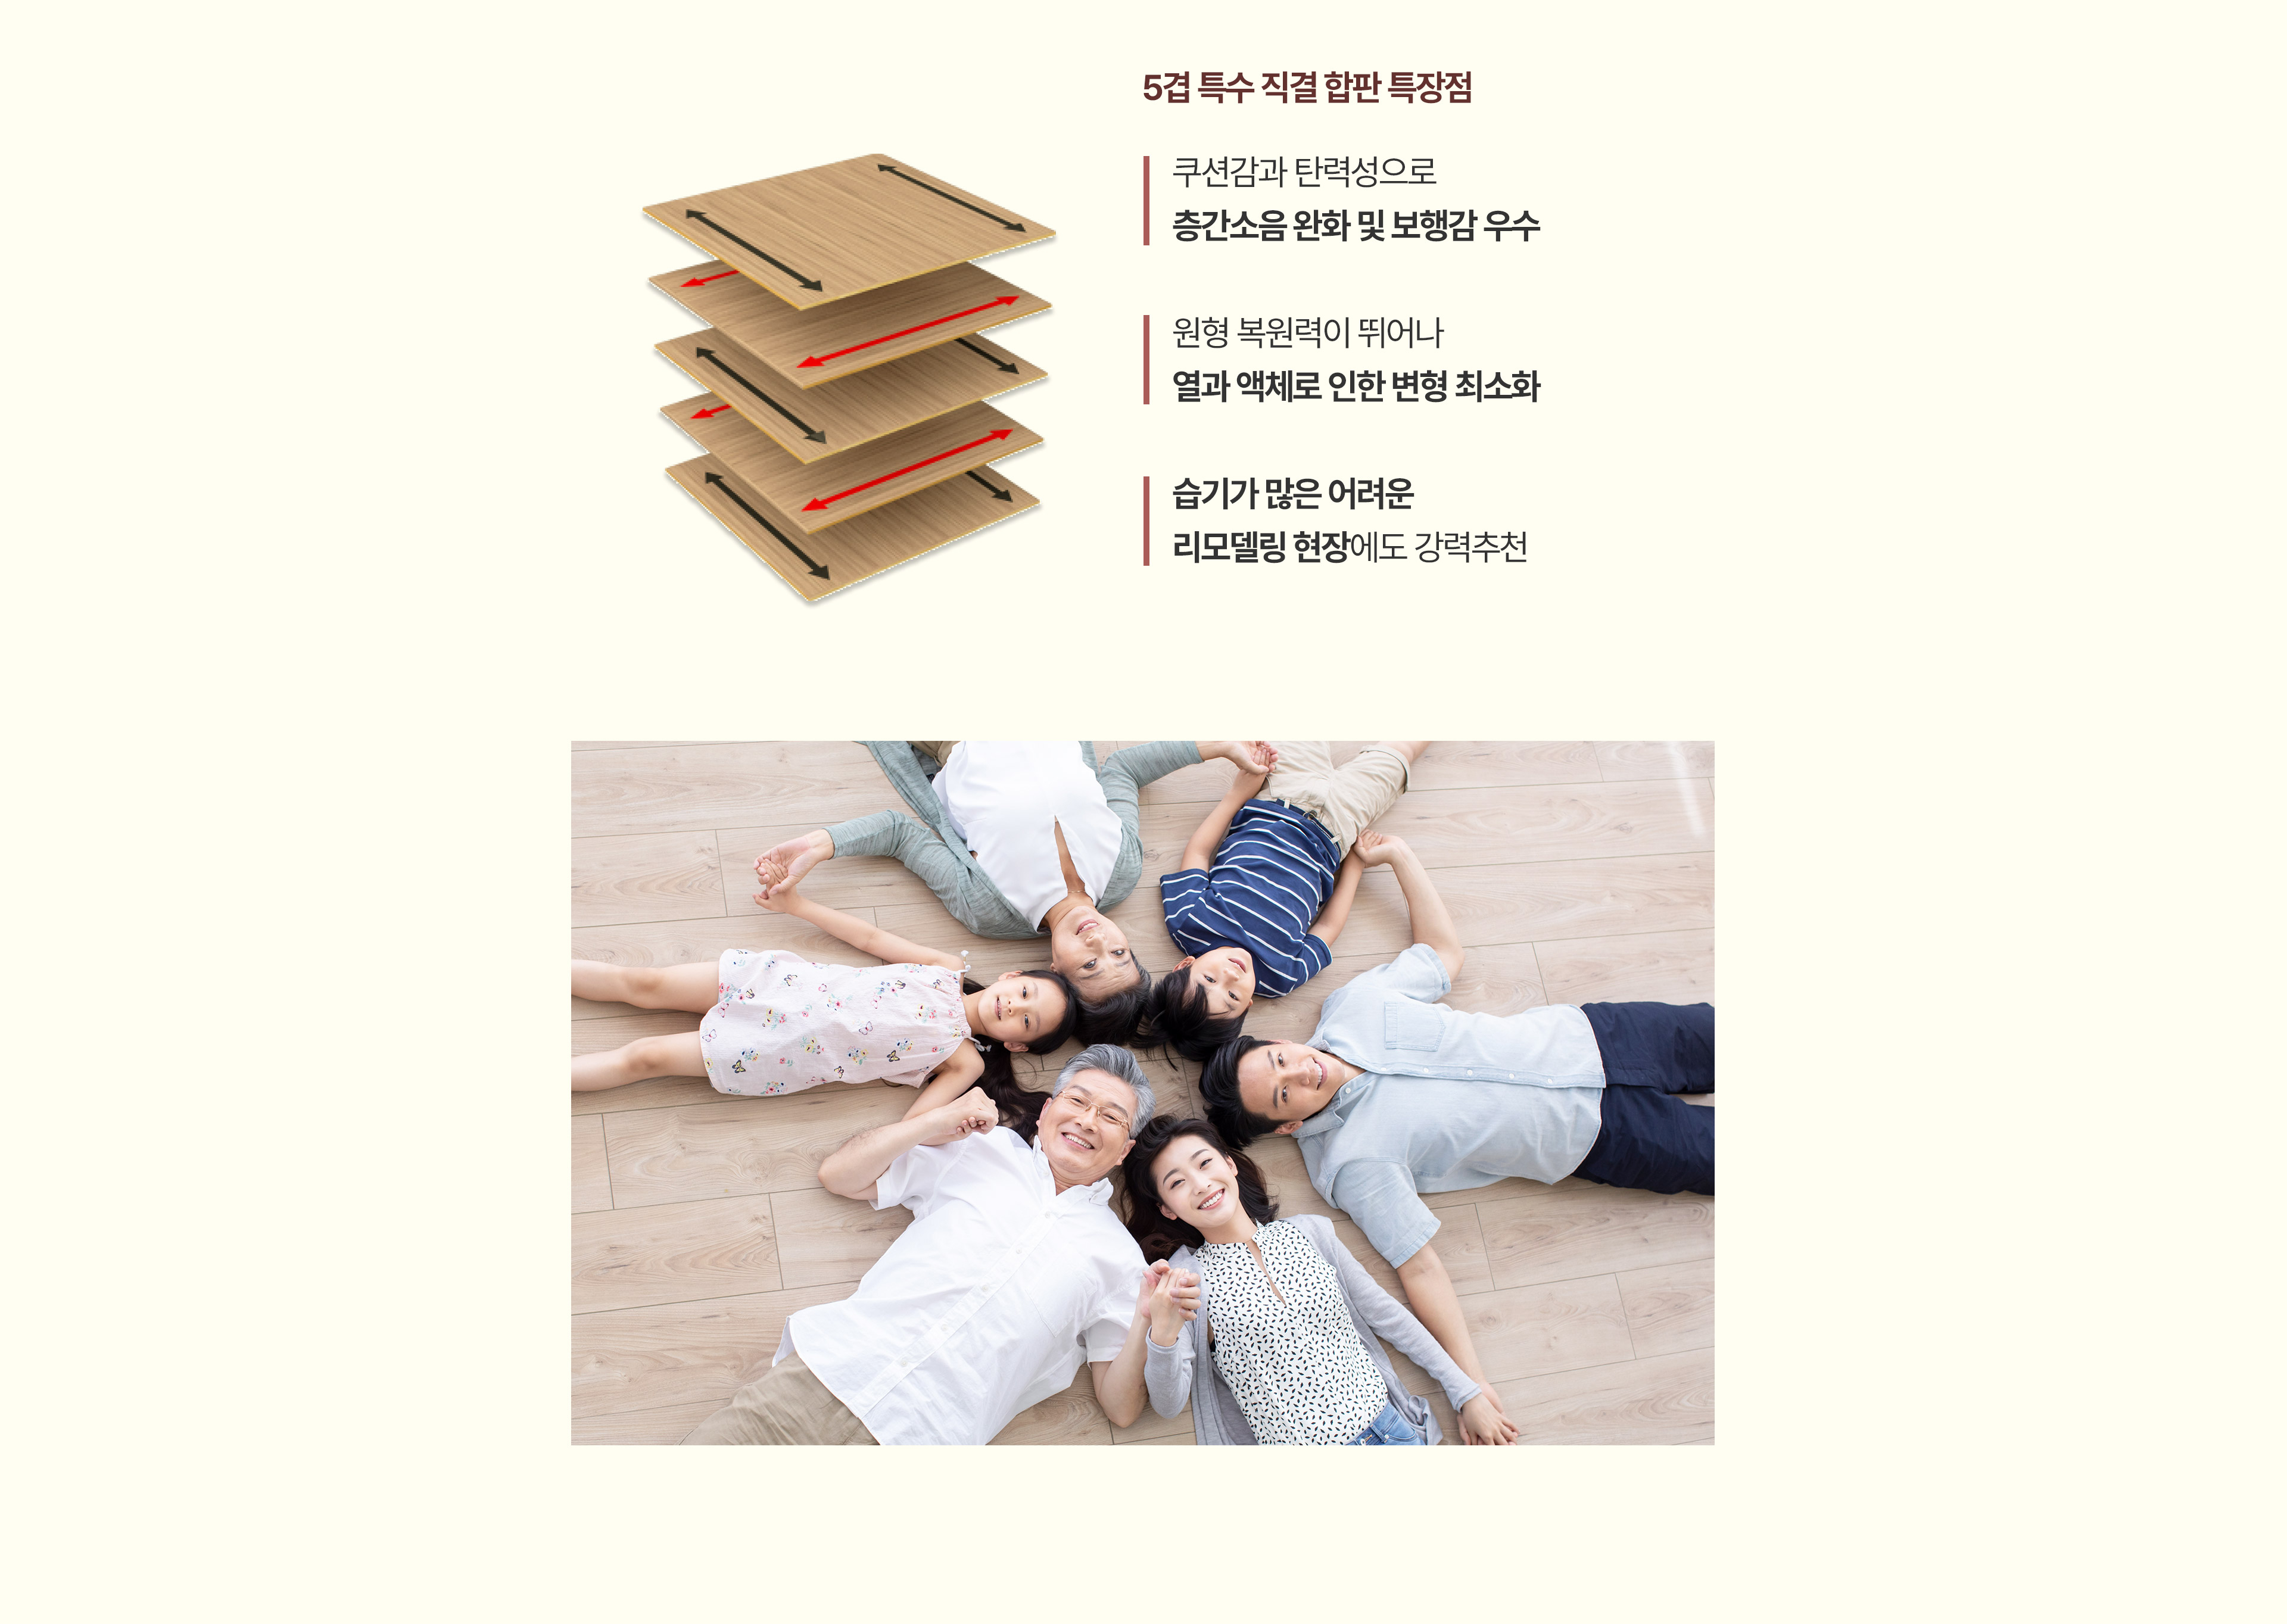 5겹 특수 직결 합판 특장점
쿠션감과 탄력성으로
층간소음 완화 및 보행감 우수
원형 복원력이 뛰어나
열과 액체로 인한 변형 최소화
습기가 많은 어려운
리모델링 현장에도 강력추천